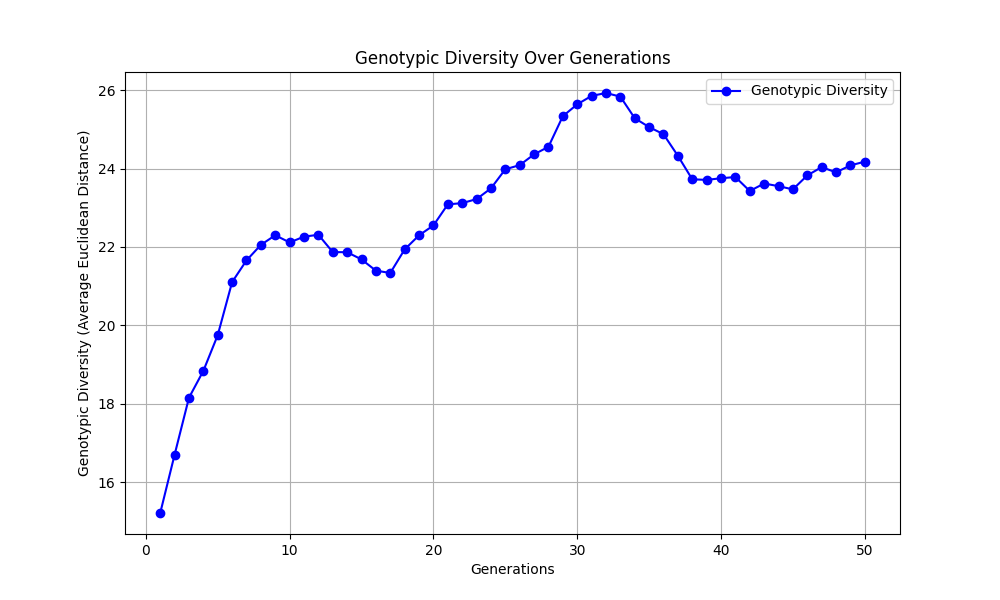 Genotypic Diversity Over Generations
Genotypic Diversity
Genotypic Diversity (Average Euclidean Distance)
26
24
22
20
18
16
0 10 20 30 40 50
Generations